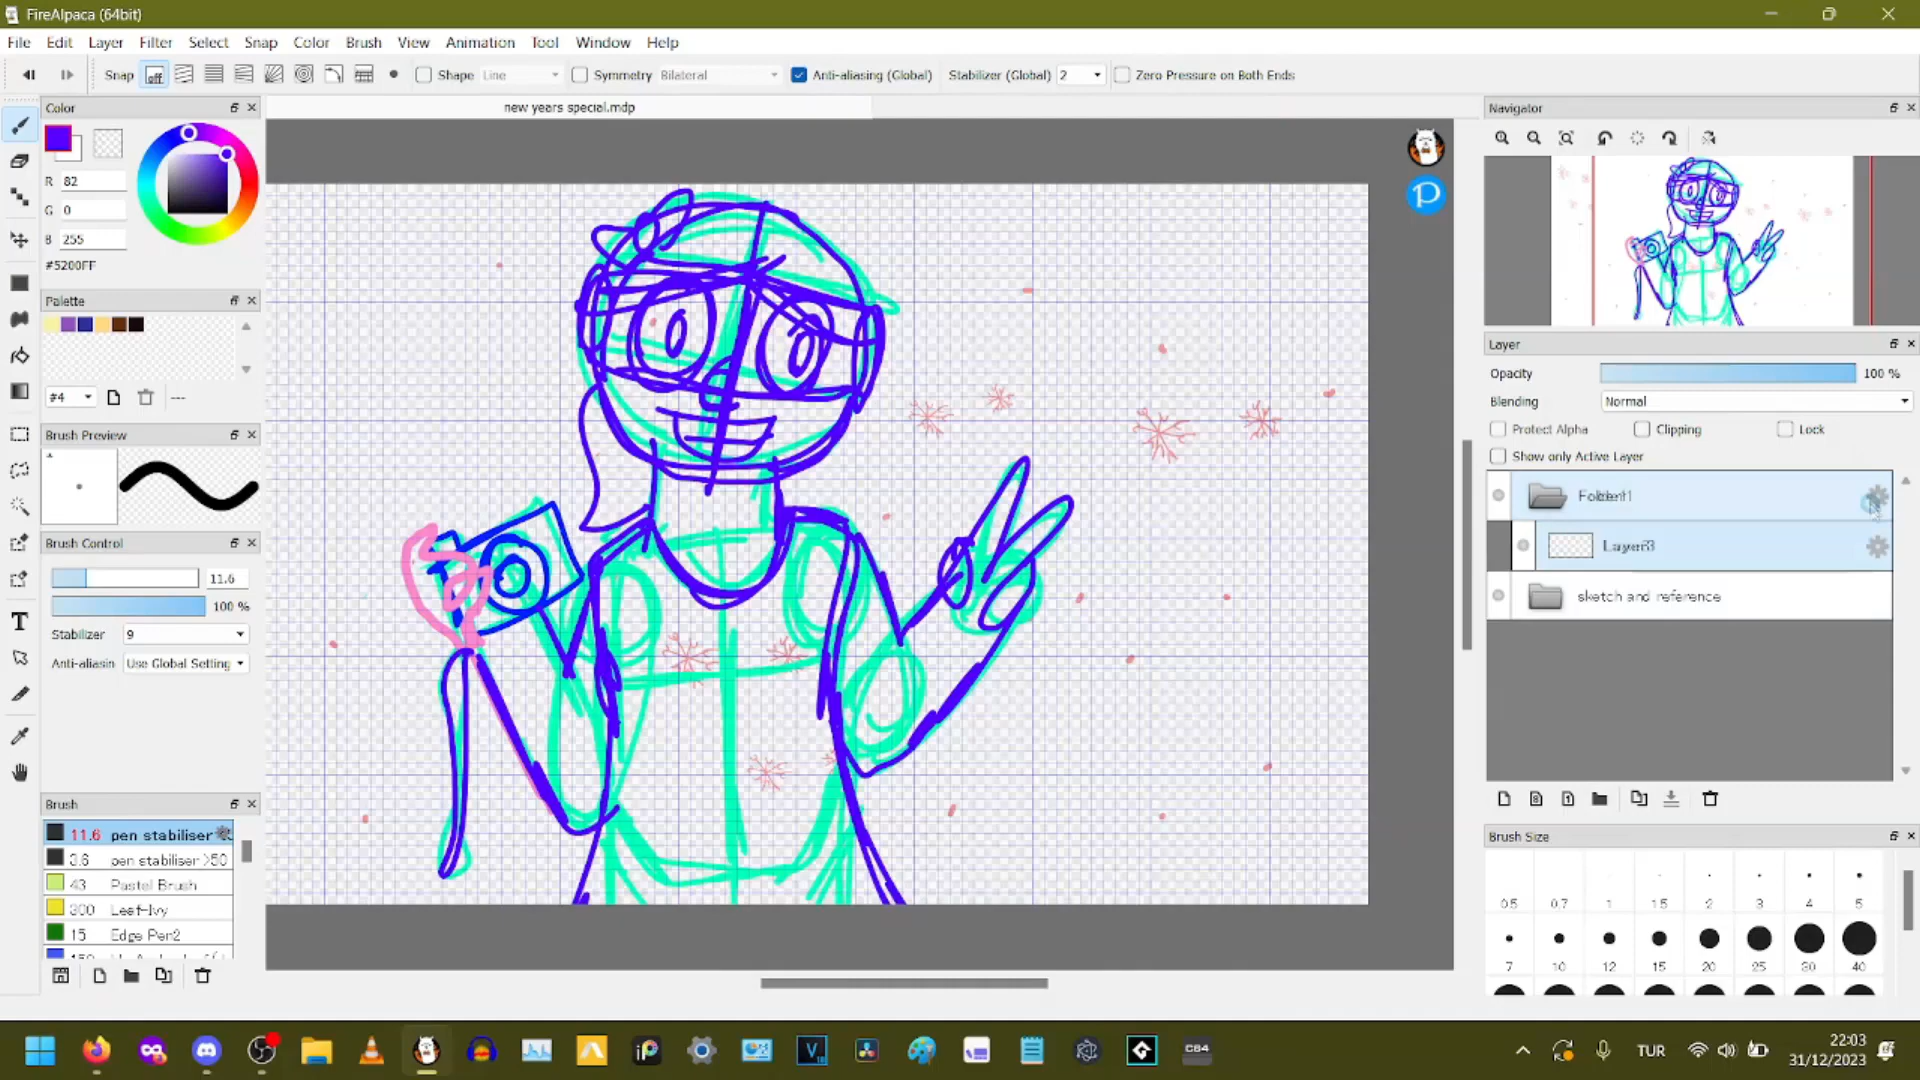 FireAlpaca (64bit)
File Edit Layer Filter Select Snap Color Brush View Animation Tool Window Help
Snap off Shape Line Symmetry Bilateral Anti-aliasing (Global) Stabilizer (Global) 2 Zero Pressure on Both Ends
Color
new years special.mdp
Navigator
R 82
G 0
B 255
#5200FF
Palette
#4 ---
Brush Preview
Brush Control
11.6
100 %
Stabilizer 9
Anti-aliasin Use Global Setting
Brush
11.6 pen stabiliser
3.6 pen stabiliser >50
43 Pastel Brush
300 Leaf-Ivy
15 Edge Pen2
P
Layer
Opacity 100 %
Blending Normal
Protect Alpha Clipping Lock
Show only Active Layer
sketch and reference
Brush Size
0.5 0.7 1 1.5 2 3 4 5
7 10 12 15 20 25 30 40
iP
V
CB4
TUR
22:03
31/12/2023